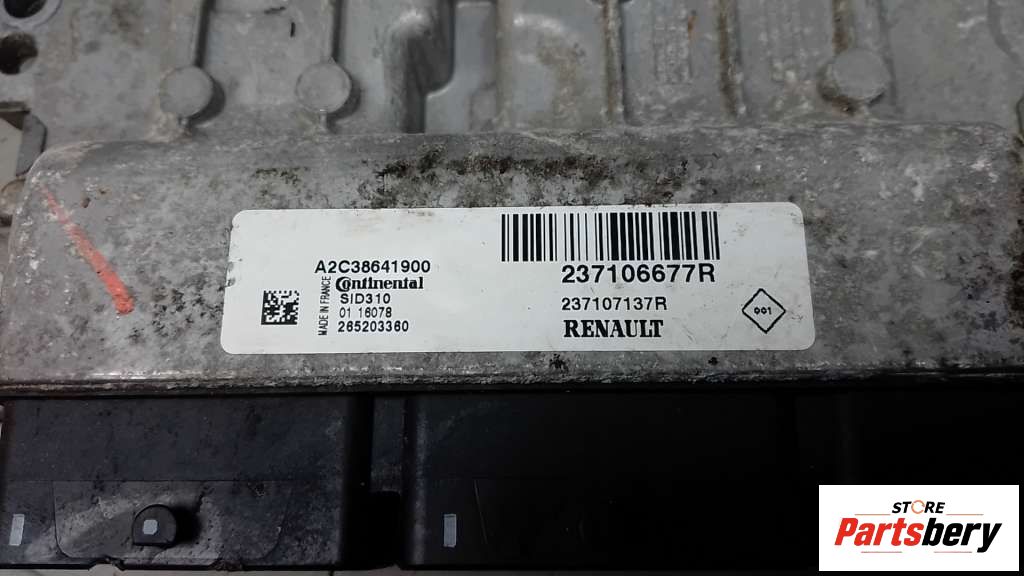 A2C38641900
Continental
MADE IN FRANCE
SID310
01 16078
265203360
237106677R
237107137R
RENAULT
001
STORE
Partsbery